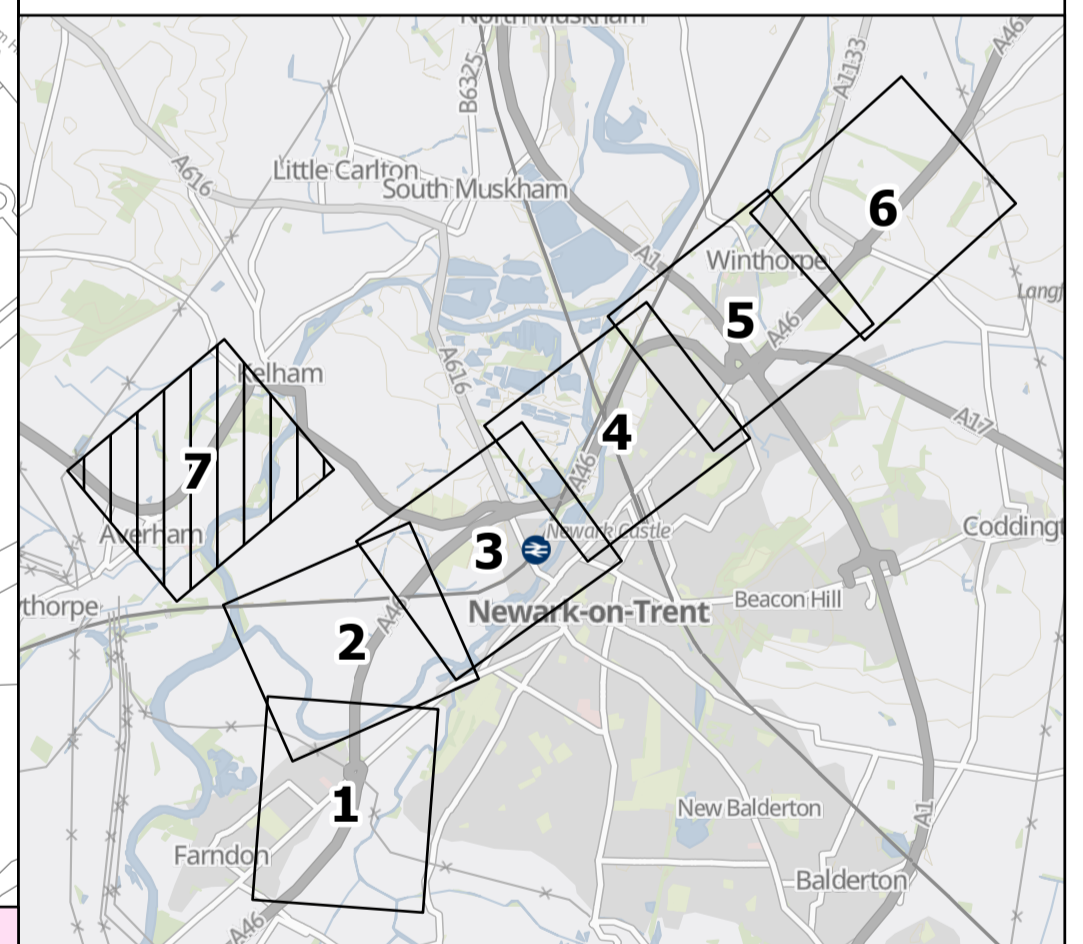 North Muskham
A46
A1133
B6325
A616
Little Carlton
South Muskham
6
A1
Winthorpe
Langf
5
A46
Kelham
A616
4
A17
7
A46
Averham
Newark Castle
Coddingt
3
ythorpe
A46
Newark-on-Trent
Beacon Hill
2
1
New Balderton
A1
Farndon
Balderton
A46